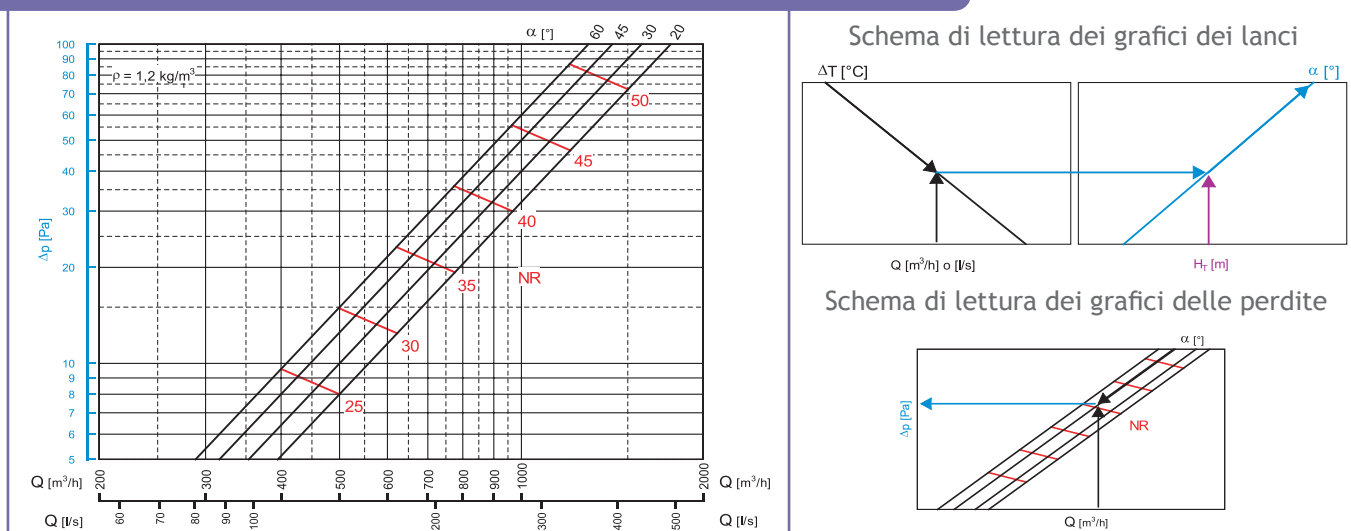 α [°] 60 45 30 20
100
90
80
70
60
50
40
30
20
10
9
8
7
6
5
Δp [Pa]
ρ = 1,2 kg/m³
50
45
40
35
NR
30
25
Q [m³/h] 200 300 400 500 600 700 800 900 1000 2000 Q [m³/h]
Q [l/s] 60 70 80 90 100 200 300 400 500 Q [l/s]
Schema di lettura dei grafici dei lanci
ΔT [°C] α [°]
Q [m³/h] o [l/s] H_T [m]
Schema di lettura dei grafici delle perdite
α [°]
Δp [Pa]
NR
Q [m³/h]